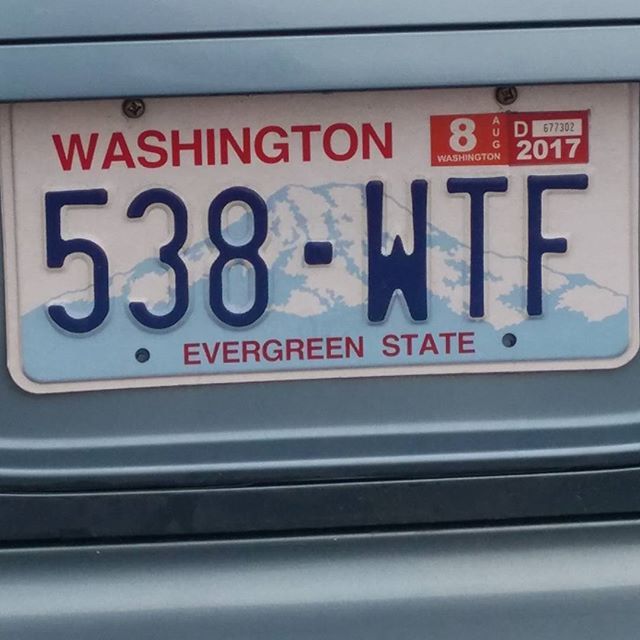 WASHINGTON
8 AUG WASHINGTON
D 677302
2017
538-WTF
EVERGREEN STATE